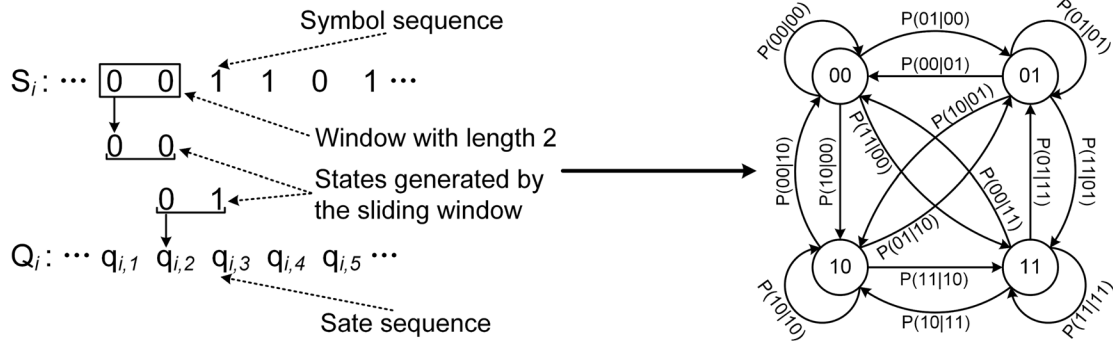 Symbol sequence
Si: ··· 0 0 1 1 0 1 ···
Window with length 2
0 0
States generated by
the sliding window
0 1
Qi: ··· qi,1 qi,2 qi,3 qi,4 qi,5 ···
Sate sequence
P(00|00)
P(01|00)
P(01|01)
00
P(00|01)
01
P(10|01)
P(11|00)
P(00|10)
P(10|00)
P(01|11)
P(11|01)
P(00|11)
P(01|10)
10
P(11|10)
11
P(10|10)
P(10|11)
P(11|11)